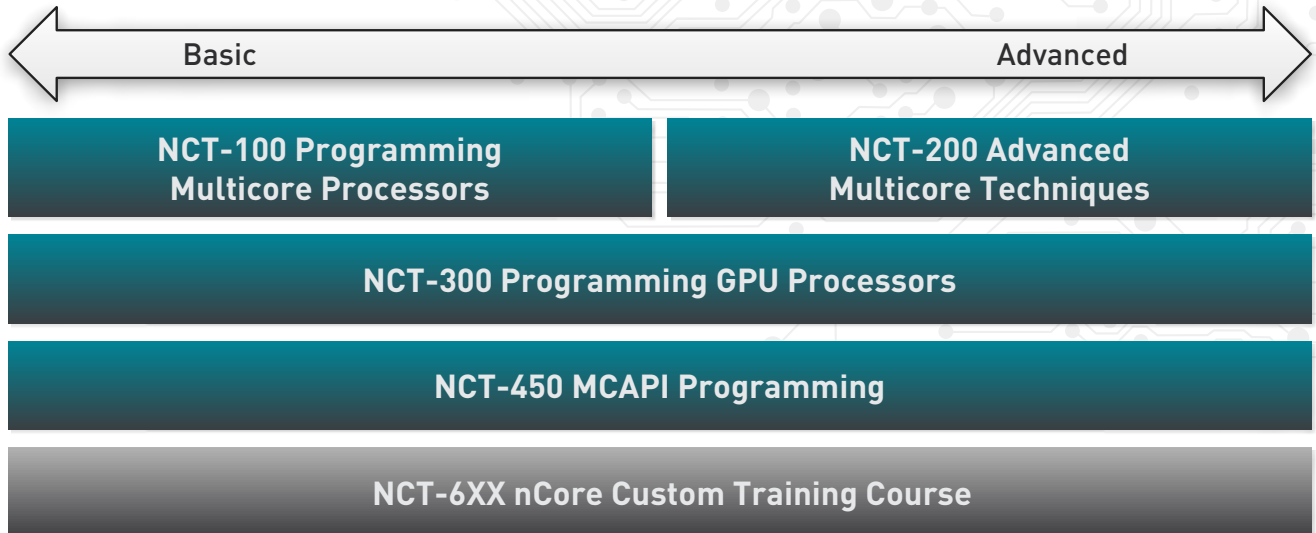 Basic
Advanced
NCT-100 Programming
Multicore Processors
NCT-200 Advanced
Multicore Techniques
NCT-300 Programming GPU Processors
NCT-450 MCAPI Programming
NCT-6XX nCore Custom Training Course